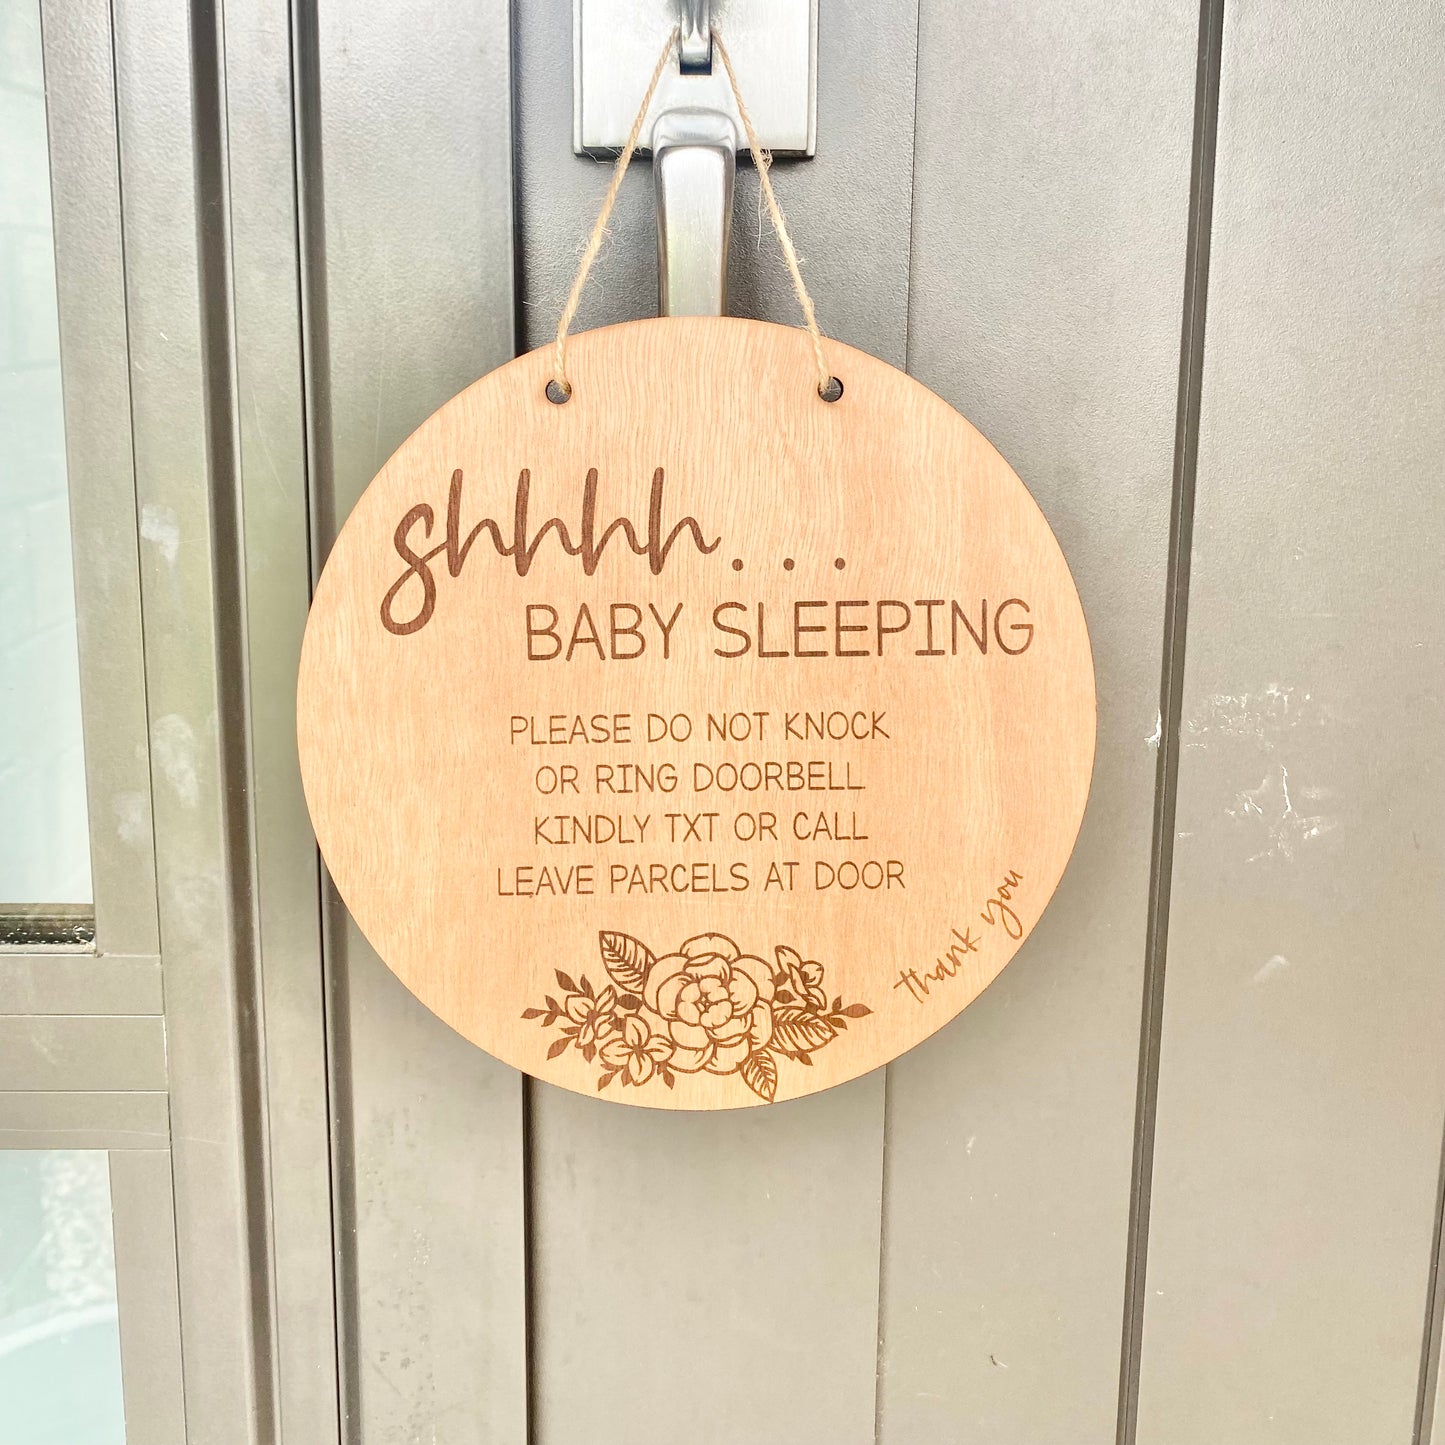 shhhh...
BABY SLEEPING
PLEASE DO NOT KNOCK
OR RING DOORBELL
KINDLY TXT OR CALL
LEAVE PARCELS AT DOOR
thank you